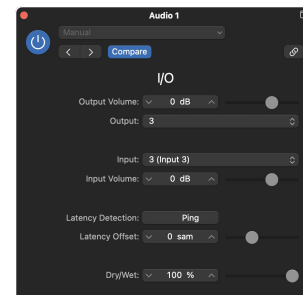 Audio 1
Manual
Compare
I/O
Output Volume: 0 dB
Output: 3
Input: 3 (Input 3)
Input Volume: 0 dB
Latency Detection: Ping
Latency Offset: 0 sam
Dry/Wet: 100 %